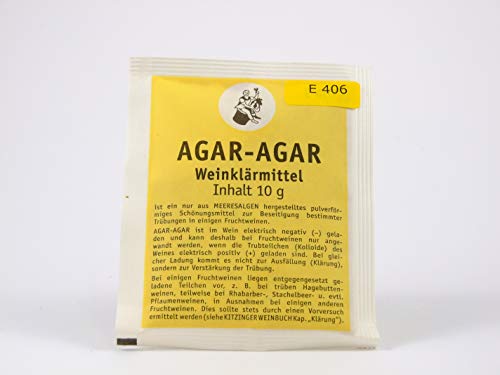 E 406
AGAR-AGAR
Weinklärmittel
Inhalt 10 g
Ist ein nur aus MEERESALGEN hergestelltes pulverför-
miges Schönungsmittel zur Beseitigung bestimmter
Trübungen in einigen Fruchtweinen.
AGAR-AGAR ist im Wein elektrisch negativ (–) gela-
den und kann deshalb bei Fruchtweinen nur ange-
wandt werden, wenn die Trubteilchen (Kolloide) des
Weines elektrisch positiv (+) geladen sind. Bei glei-
cher Ladung kommt es nicht zur Ausfällung (Klärung),
sondern zur Verstärkung der Trübung.
Bei einigen Fruchtweinen liegen entgegengesetzt ge-
ladene Teilchen vor, z. B. bei trüben Hagebutten-
weinen, teilweise bei Rhabarber-, Stachelbeer- u. evtl.
Pflaumenweinen, in Ausnahmen bei einigen anderen
Fruchtweinen. Dies sollte stets durch einen Vorversuch
ermittelt werden (siehe KITZINGER WEINBUCH Kap. „Klärung").